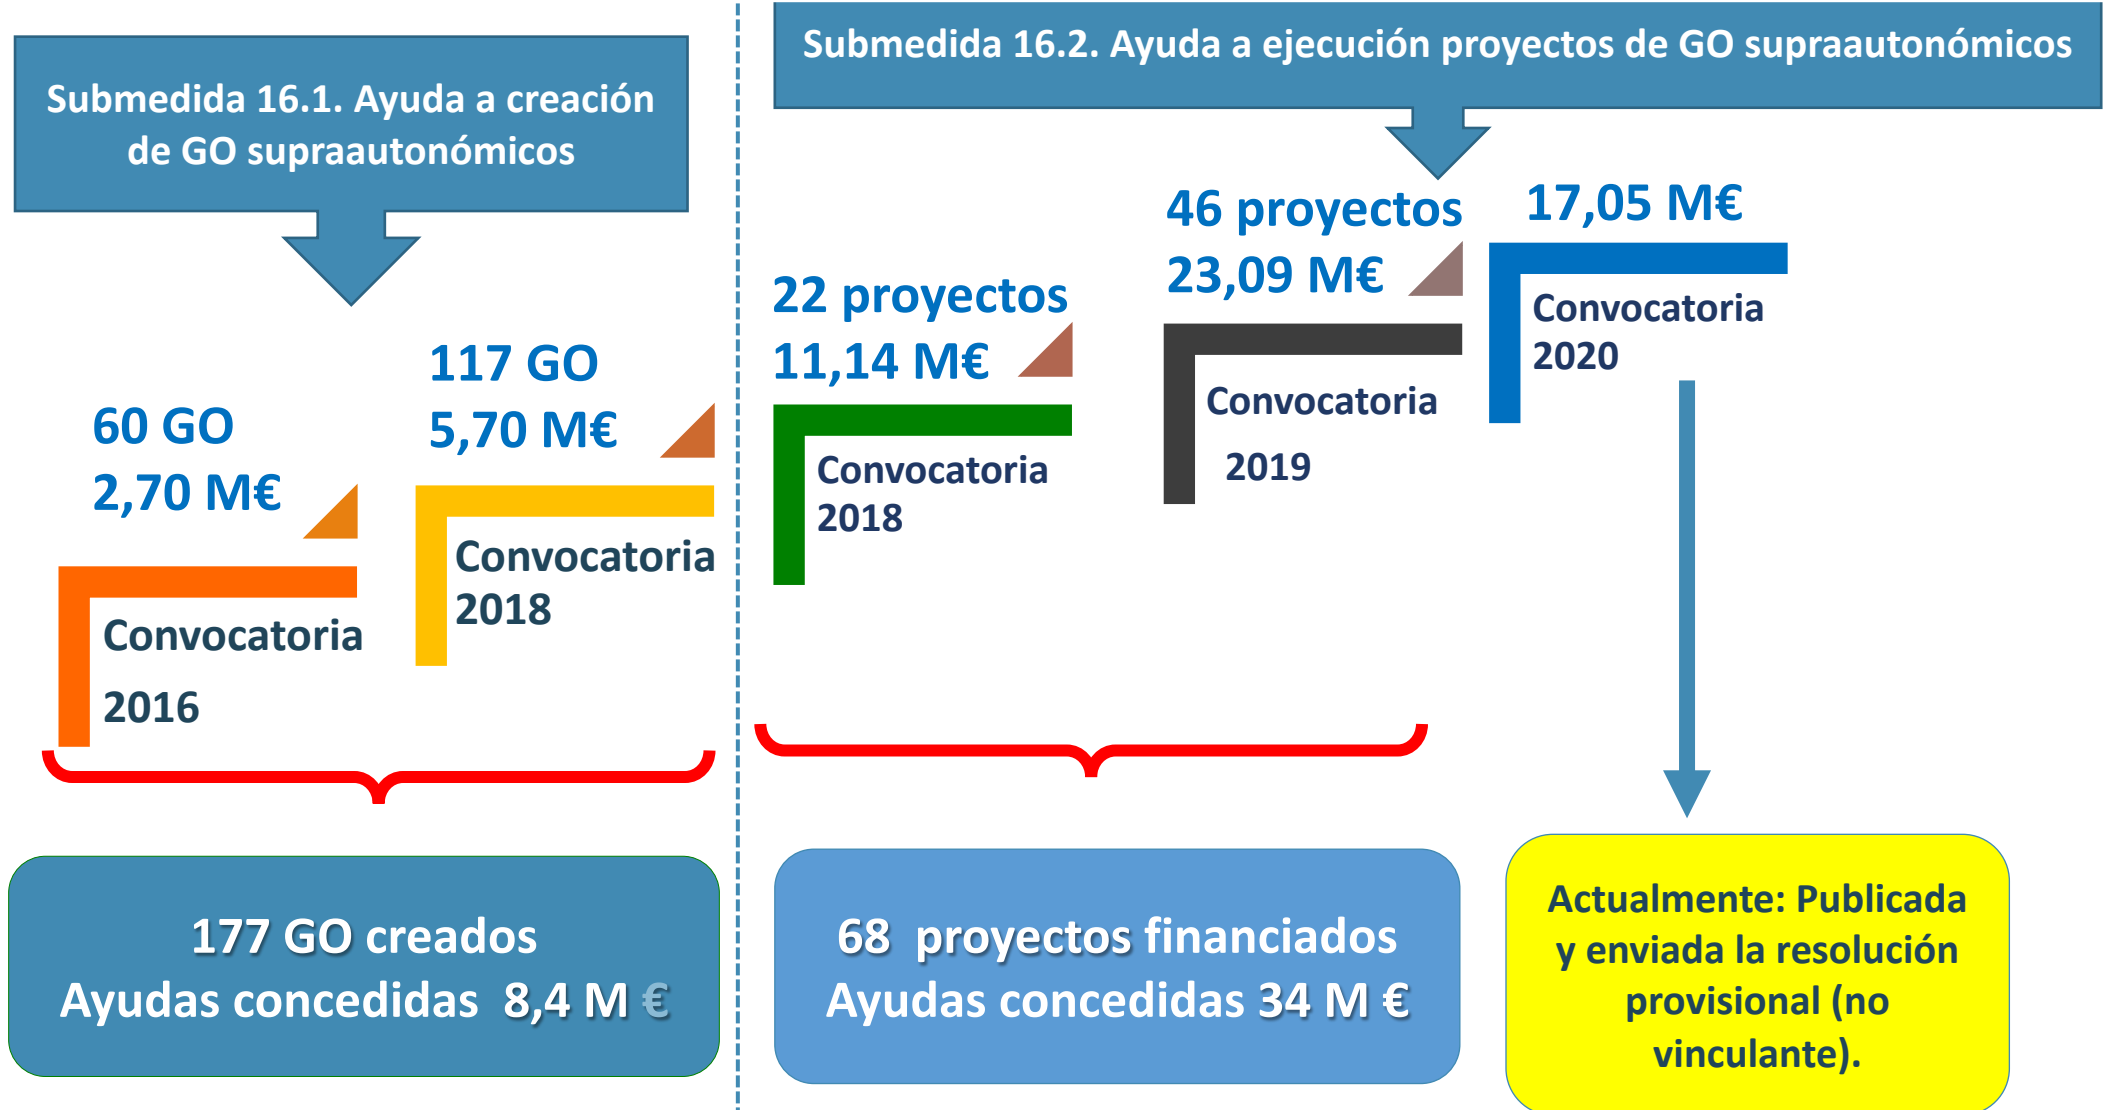 Submedida 16.1. Ayuda a creación
de GO supraautonómicos
60 GO
2,70 M€
Convocatoria
2016
117 GO
5,70 M€
Convocatoria
2018
177 GO creados
Ayudas concedidas 8,4 M €
Submedida 16.2. Ayuda a ejecución proyectos de GO supraautonómicos
22 proyectos
11,14 M€
Convocatoria
2018
46 proyectos
23,09 M€
Convocatoria
2019
17,05 M€
Convocatoria
2020
68 proyectos financiados
Ayudas concedidas 34 M €
Actualmente: Publicada
y enviada la resolución
provisional (no
vinculante).